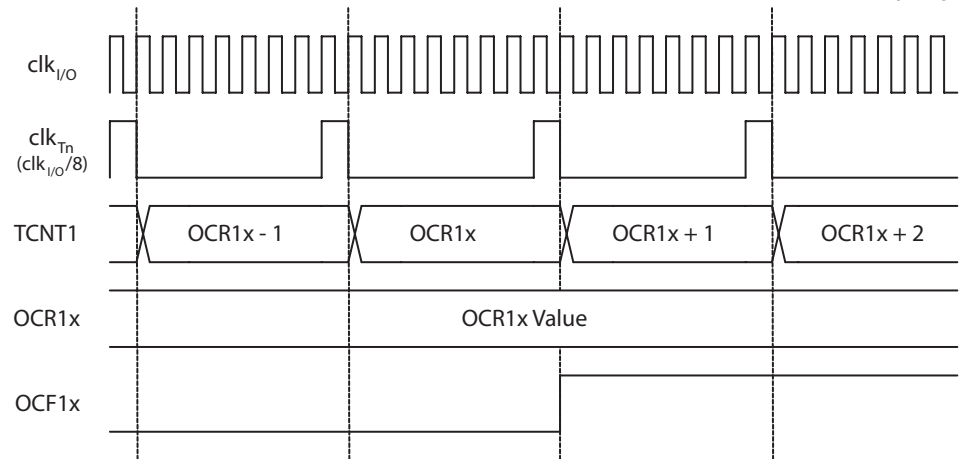 clkI/O
clkTn
(clkI/O/8)
TCNT1 OCR1x - 1 OCR1x OCR1x + 1 OCR1x + 2
OCR1x OCR1x Value
OCF1x